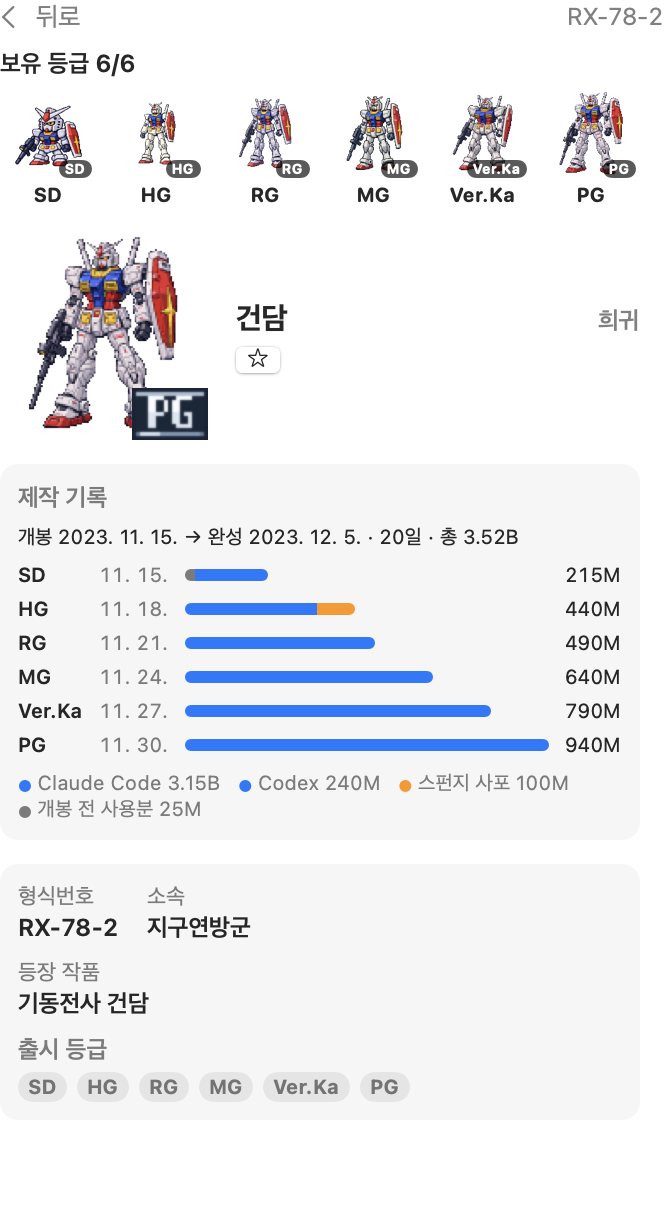 뒤로 RX-78-2
보유 등급 6/6
SD HG RG MG Ver.Ka PG
SD HG RG MG Ver.Ka PG
건담 희귀
☆
PG
제작 기록
개봉 2023. 11. 15. → 완성 2023. 12. 5. · 20일 · 총 3.52B
SD 11. 15. 215M
HG 11. 18. 440M
RG 11. 21. 490M
MG 11. 24. 640M
Ver.Ka 11. 27. 790M
PG 11. 30. 940M
Claude Code 3.15B Codex 240M 스펀지 사포 100M
개봉 전 사용분 25M
형식번호 소속
RX-78-2 지구연방군
등장 작품
기동전사 건담
출시 등급
SD HG RG MG Ver.Ka PG